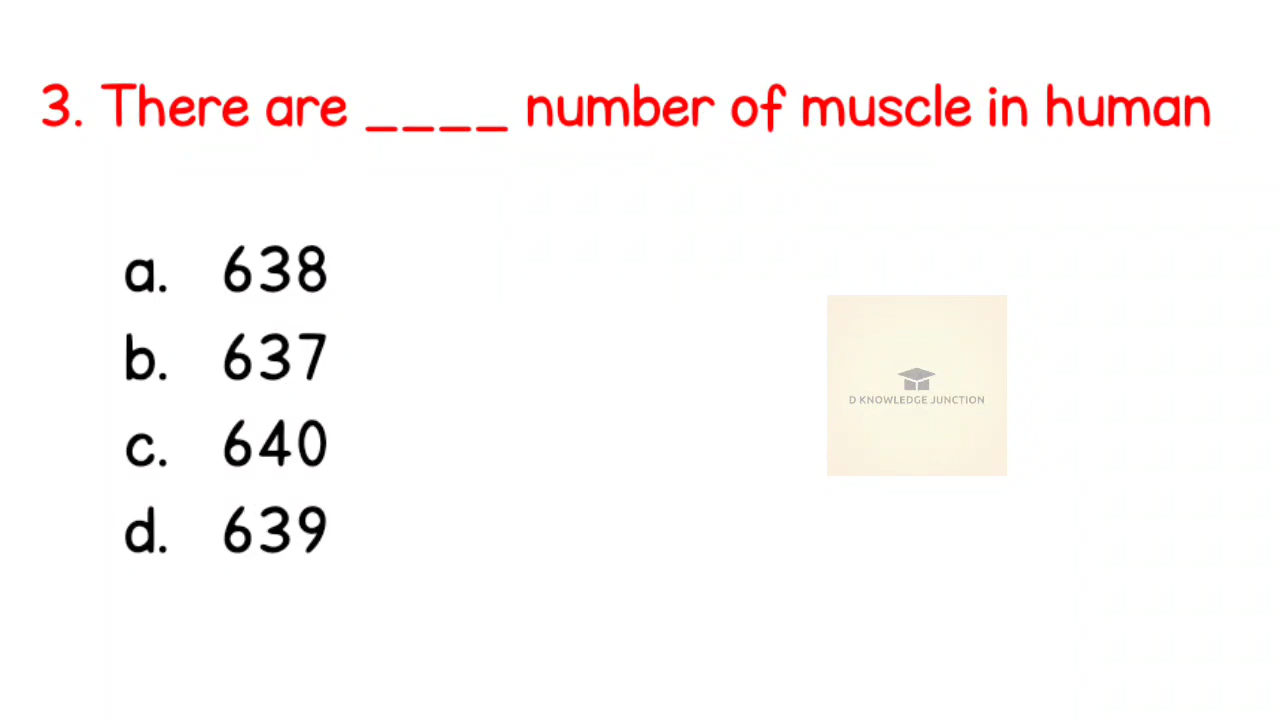 3. There are ____ number of muscle in human
a. 638
b. 637
c. 640
d. 639
D KNOWLEDGE JUNCTION